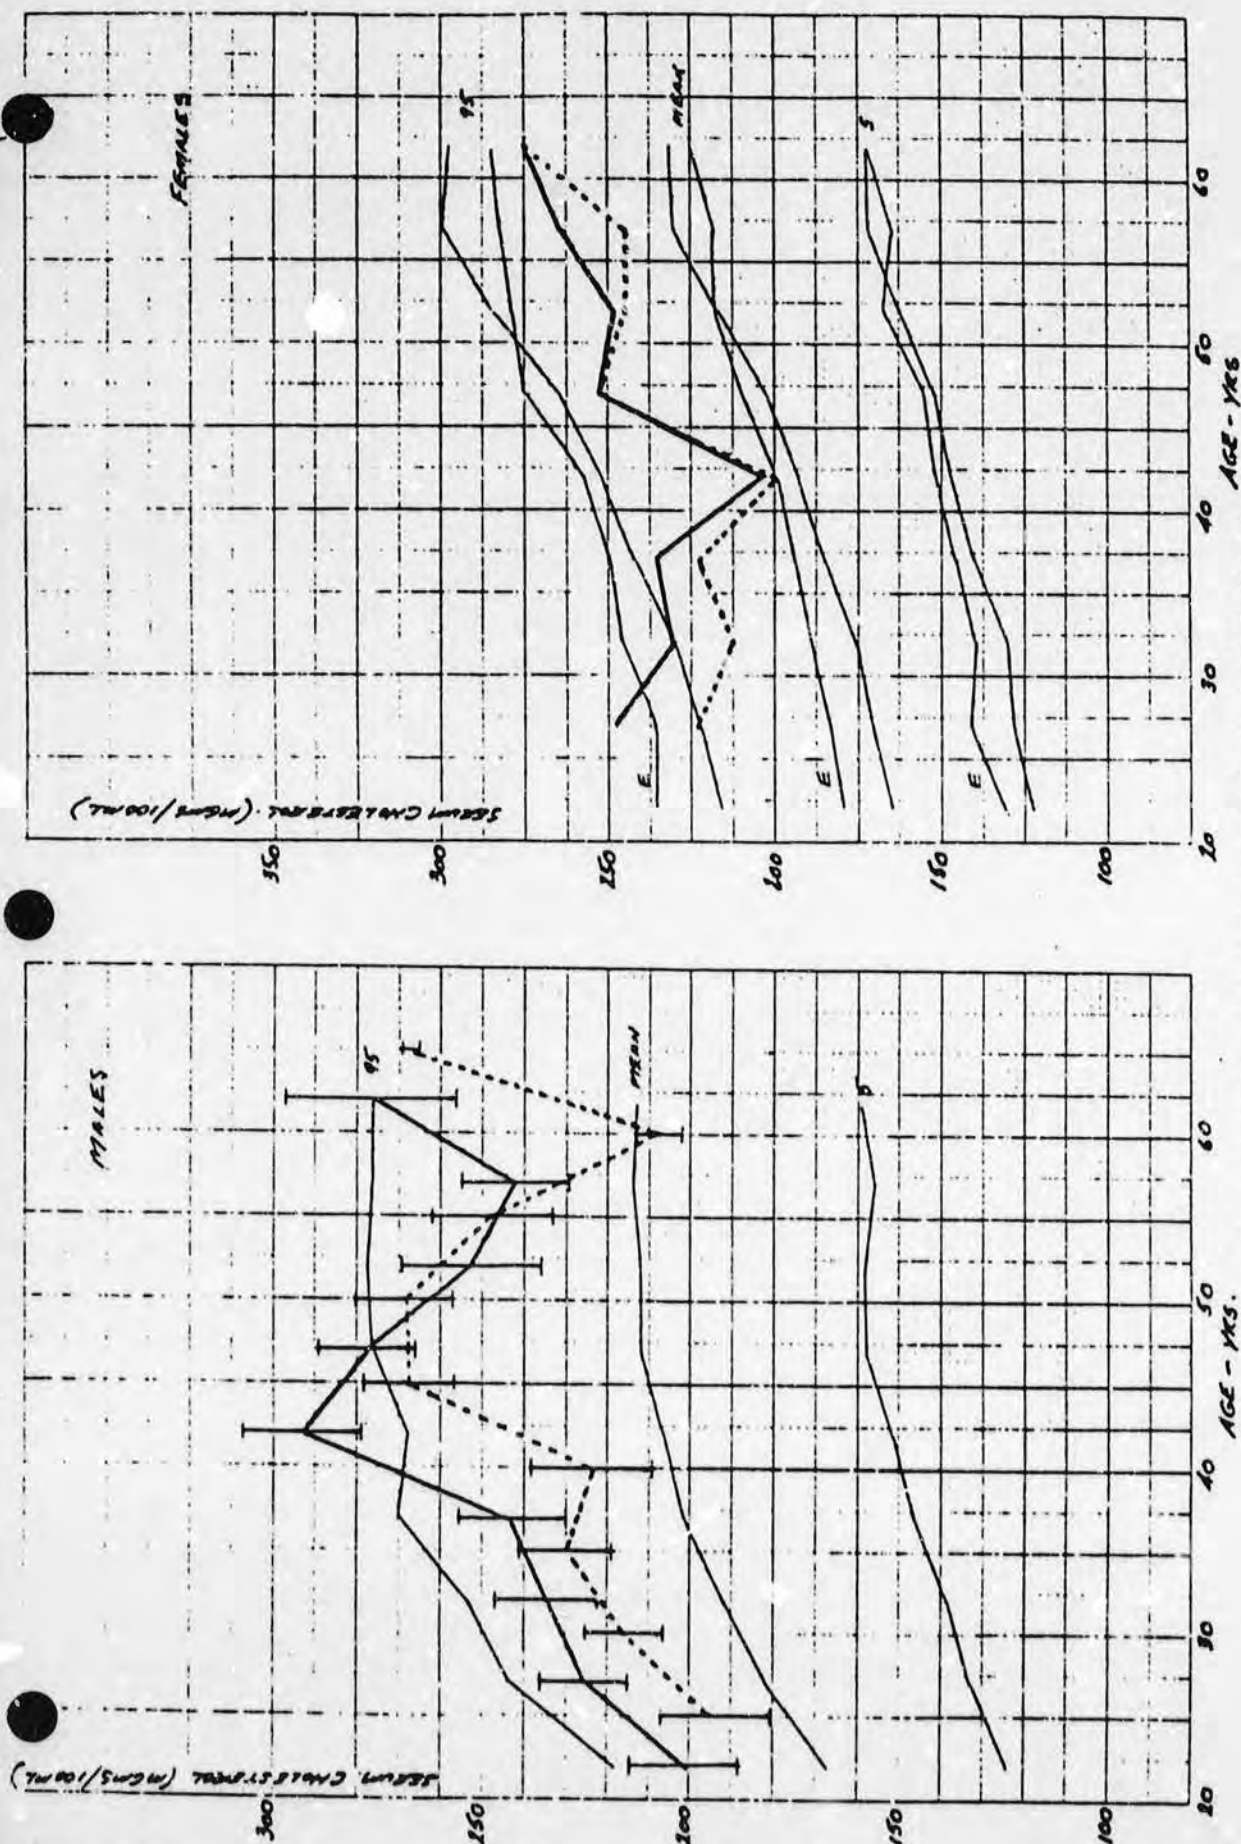 MALES
SERUM CHOLESTEROL (MGMS/100ML)
300
250
200
150
100
95
MEAN
5
20
30
40
50
60
AGE - YRS.
FEMALES
SERUM CHOLESTEROL (MGMS/100ML)
350
300
250
200
150
100
95
MEAN
5
E
E
E
20
30
40
50
60
AGE - YRS